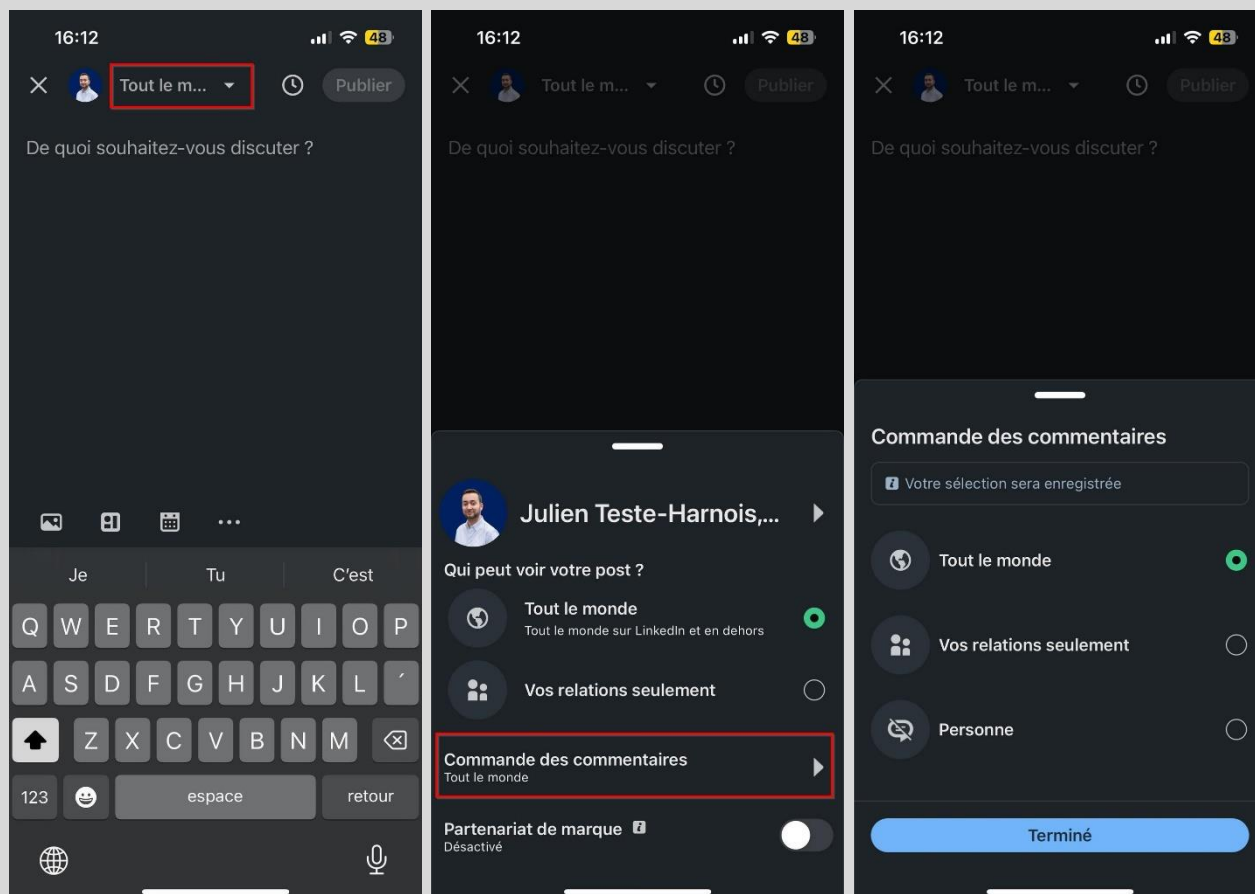 16:12
48
Tout le m...
Publier
De quoi souhaitez-vous discuter ?
Je
Tu
C'est
Q W E R T Y U I O P
A S D F G H J K L ´
Z X C V B N M
123
espace
retour
16:12
48
Tout le m...
Publier
De quoi souhaitez-vous discuter ?
Julien Teste-Harnois,...
Qui peut voir votre post ?
Tout le monde
Tout le monde sur LinkedIn et en dehors
Vos relations seulement
Commande des commentaires
Tout le monde
Partenariat de marque
Désactivé
16:12
48
Tout le m...
Publier
De quoi souhaitez-vous discuter ?
Commande des commentaires
Votre sélection sera enregistrée
Tout le monde
Vos relations seulement
Personne
Terminé